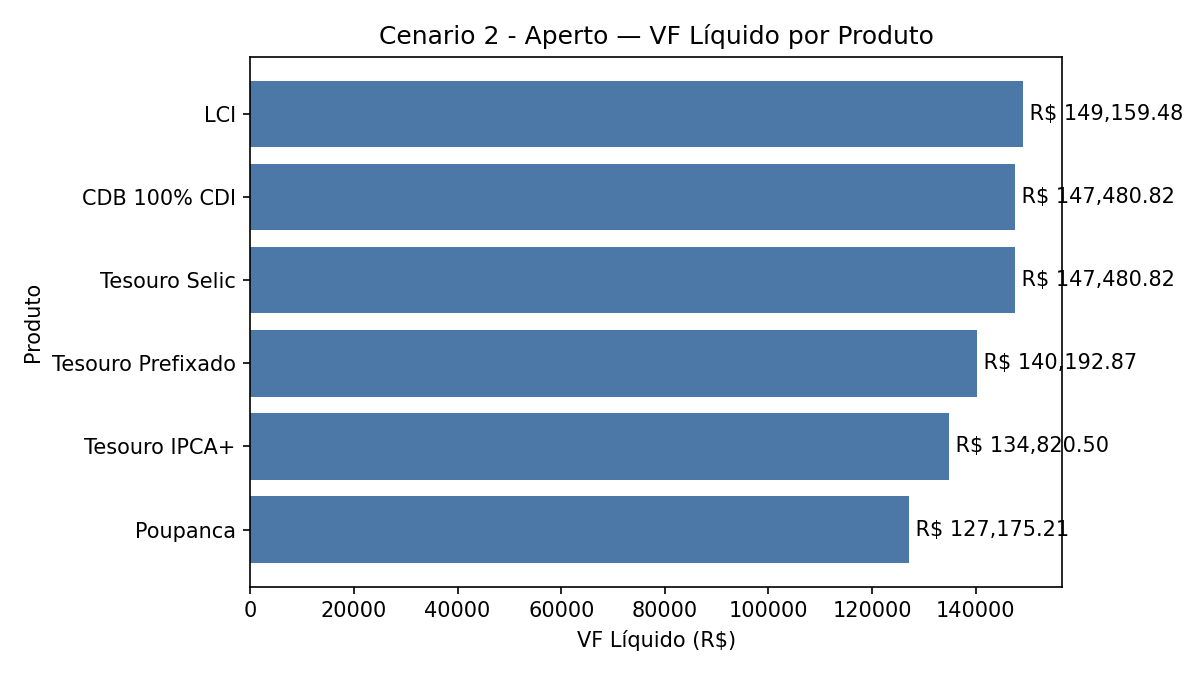 Cenario 2 - Aperto — VF Líquido por Produto
LCI
R$ 149,159.48
CDB 100% CDI
R$ 147,480.82
Tesouro Selic
R$ 147,480.82
Produto
Tesouro Prefixado
R$ 140,192.87
Tesouro IPCA+
R$ 134,820.50
Poupanca
R$ 127,175.21
0 20000 40000 60000 80000 100000 120000 140000
VF Líquido (R$)